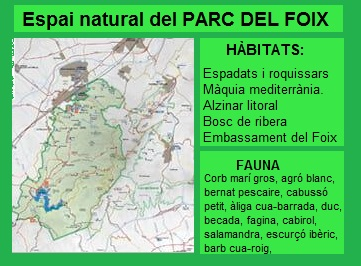 Espai natural del PARC DEL FOIX
HÀBITATS:
Espadats i roquissars
Màquia mediterrània.
Alzinar litoral
Bosc de ribera
Embassament del Foix
FAUNA
Corb marí gros, agró blanc,
bernat pescaire, cabussó
petit, àliga cua-barrada, duc,
becada, fagina, cabirol,
salamandra, escurçó ibèric,
barb cua-roig,